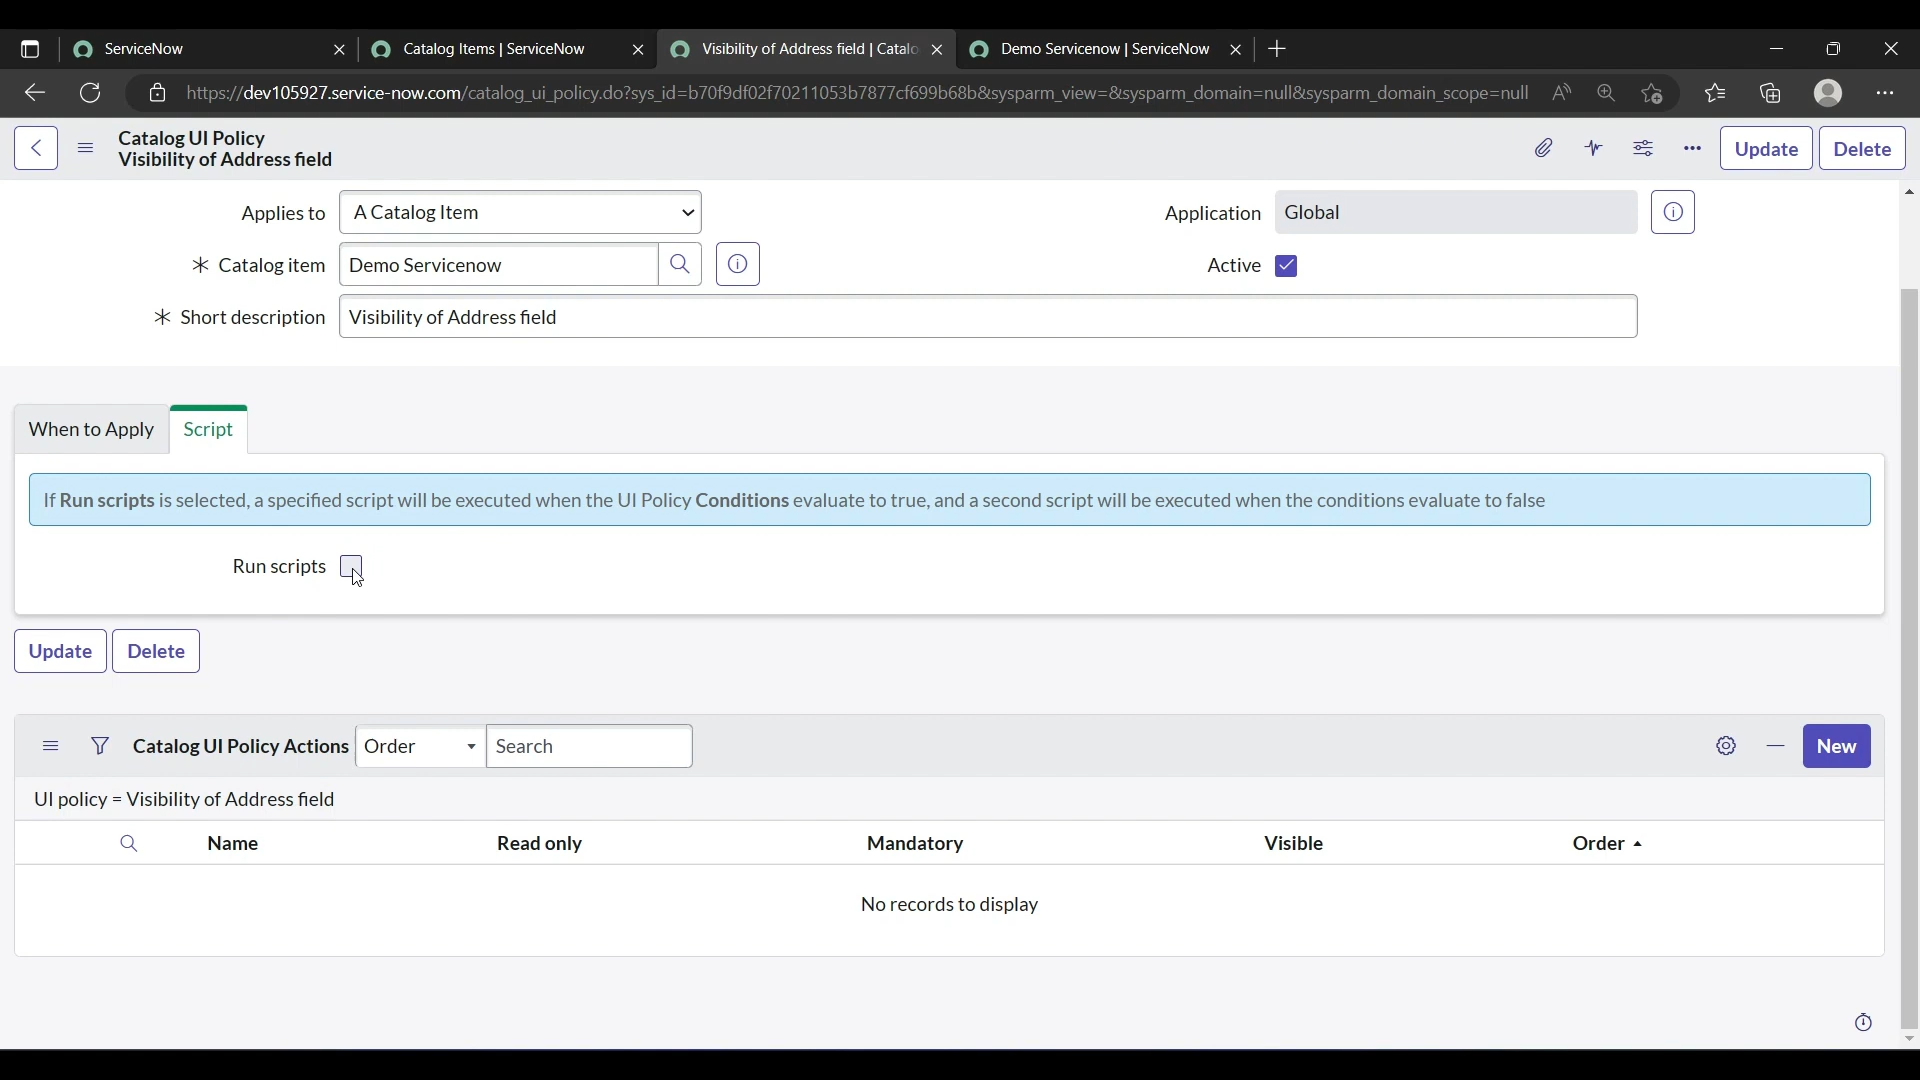 ServiceNow
Catalog Items | ServiceNow
Visibility of Address field | Catalo
Demo Servicenow | ServiceNow
https://dev105927.service-now.com/catalog_ui_policy.do?sys_id=b70f9df02f70211053b7877cf699b68b&sysparm_view=&sysparm_domain=null&sysparm_domain_scope=null
Catalog UI Policy
Visibility of Address field
Update
Delete
Applies to
A Catalog Item
Application
Global
Catalog item
Demo Servicenow
Active
Short description
Visibility of Address field
When to Apply
Script
If Run scripts is selected, a specified script will be executed when the UI Policy Conditions evaluate to true, and a second script will be executed when the conditions evaluate to false
Run scripts
Update
Delete
Catalog UI Policy Actions
Order
Search
New
UI policy = Visibility of Address field
Name
Read only
Mandatory
Visible
Order
No records to display